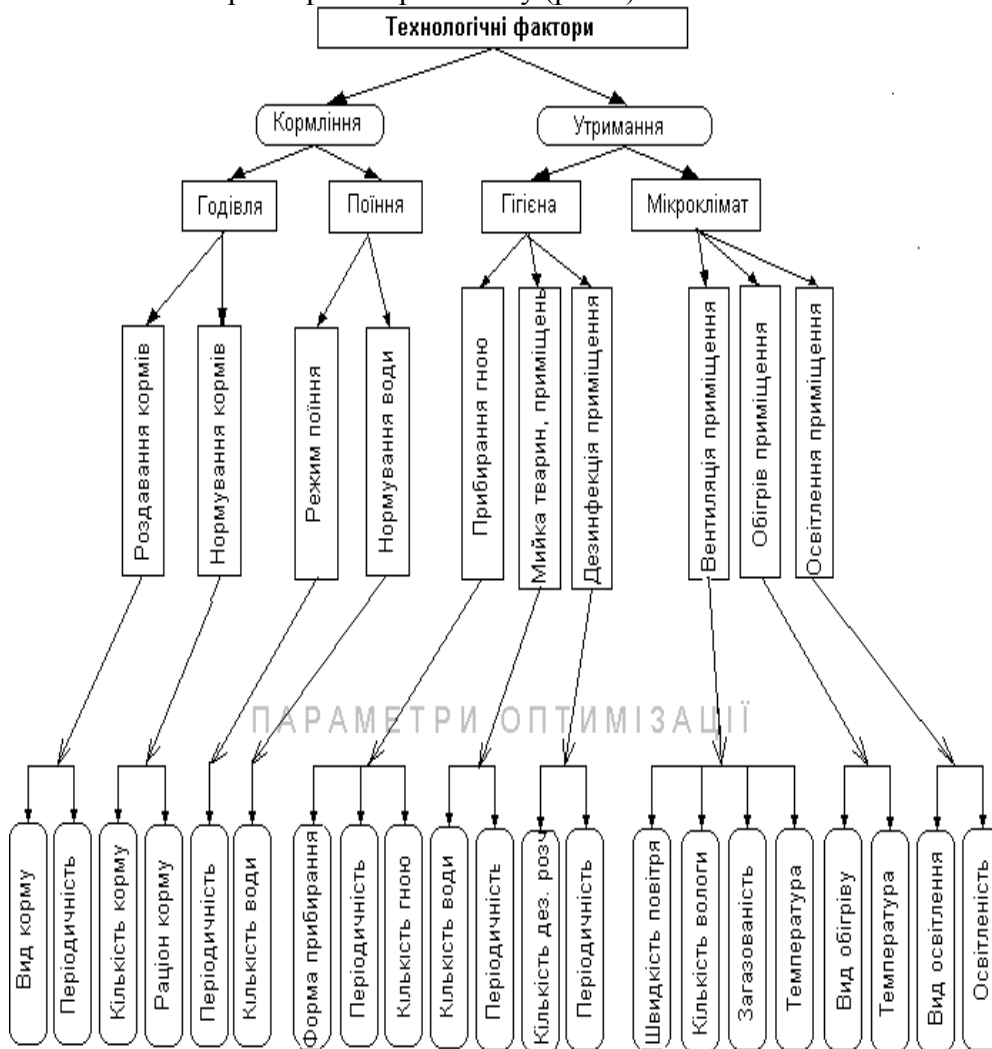 Технологічні фактори
Кормління
Утримання
Годівля
Поїння
Гігієна
Мікроклімат
Роздавання кормів
Нормування кормів
Режим поїння
Нормування води
Прибирання гною
Мийка тварин, приміщень
Дезинфекція приміщення
Вентиляція приміщення
Обігрів приміщення
Освітлення приміщення
ПАРАМЕТРИ ОПТИМІЗАЦІЇ
Вид корму
Періодичність
Кількість корму
Раціон корму
Періодичність
Кількість води
Форма прибирання
Періодичність
Кількість гною
Кількість води
Періодичність
Кількість дез. розч
Періодичність
Швидкість повітря
Кількість вологи
Загазованість
Температура
Вид обігріву
Температура
Вид освітлення
Освітленість